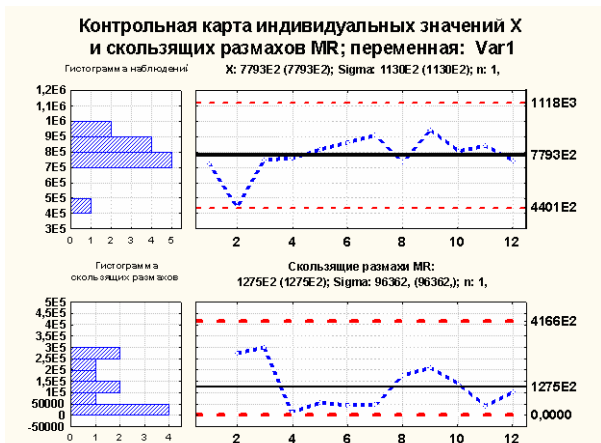 Контрольная карта индивидуальных значений X
и скользящих размахов MR; переменная: Var1
Гистограмма наблюдений
X: 7793E2 (7793E2); Sigma: 1130E2 (1130E2); n: 1,
1,2E6
1,1E6
1E6
9E5
8E5
7E5
6E5
5E5
4E5
3E5
0 1 2 3 4 5
2 4 6 8 10 12
1118E3
7793E2
4401E2
Гистограмма
скользящих размахов
Скользящие размахи MR:
1275E2 (1275E2); Sigma: 96362, (96362,); n: 1,
5E5
4,5E5
4E5
3,5E5
3E5
2,5E5
2E5
1,5E5
1E5
50000
0
-50000
0 1 2 3 4
2 4 6 8 10 12
4166E2
1275E2
0,0000